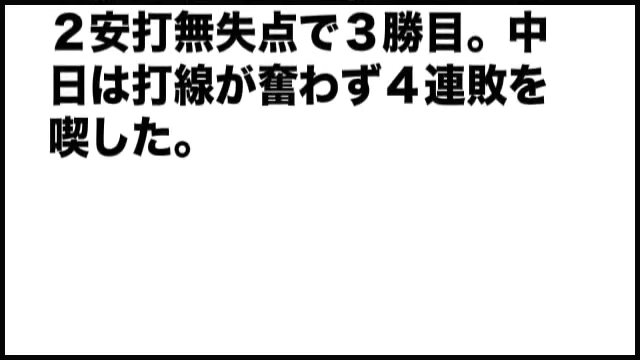 ２安打無失点で３勝目。中
日は打線が奮わず４連敗を
喫した。